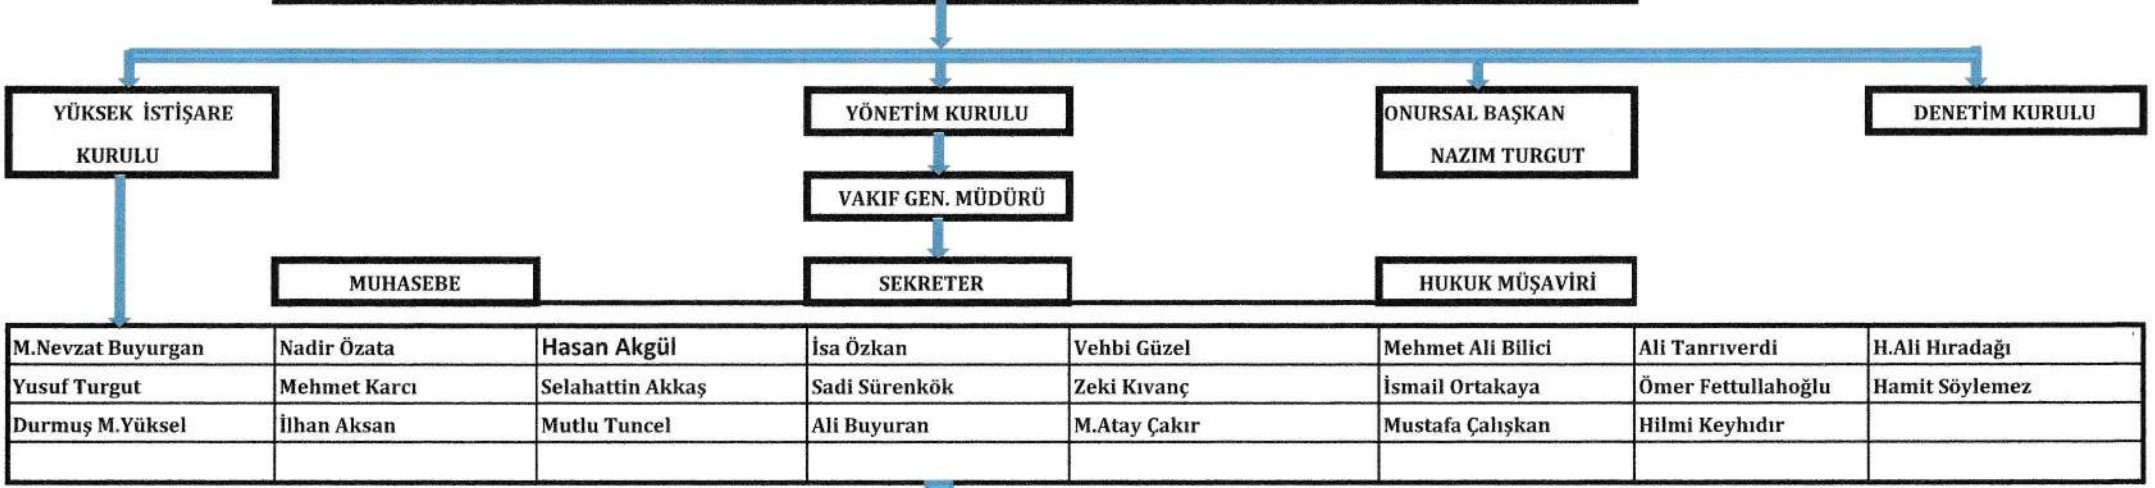 YÜKSEK İSTİŞARE
KURULU
YÖNETİM KURULU
ONURSAL BAŞKAN
NAZIM TURGUT
DENETİM KURULU
VAKIF GEN. MÜDÜRÜ
MUHASEBE
SEKRETER
HUKUK MÜŞAVİRİ
M.Nevzat Buyurgan Nadir Özata Hasan Akgül İsa Özkan Vehbi Güzel Mehmet Ali Bilici Ali Tanrıverdi H.Ali Hıradağı
Yusuf Turgut Mehmet Karcı Selahattin Akkaş Sadi Sürenkök Zeki Kıvanç İsmail Ortakaya Ömer Fettullahoğlu Hamit Söylemez
Durmuş M.Yüksel İlhan Aksan Mutlu Tuncel Ali Buyuran M.Atay Çakır Mustafa Çalışkan Hilmi Keyhıdır